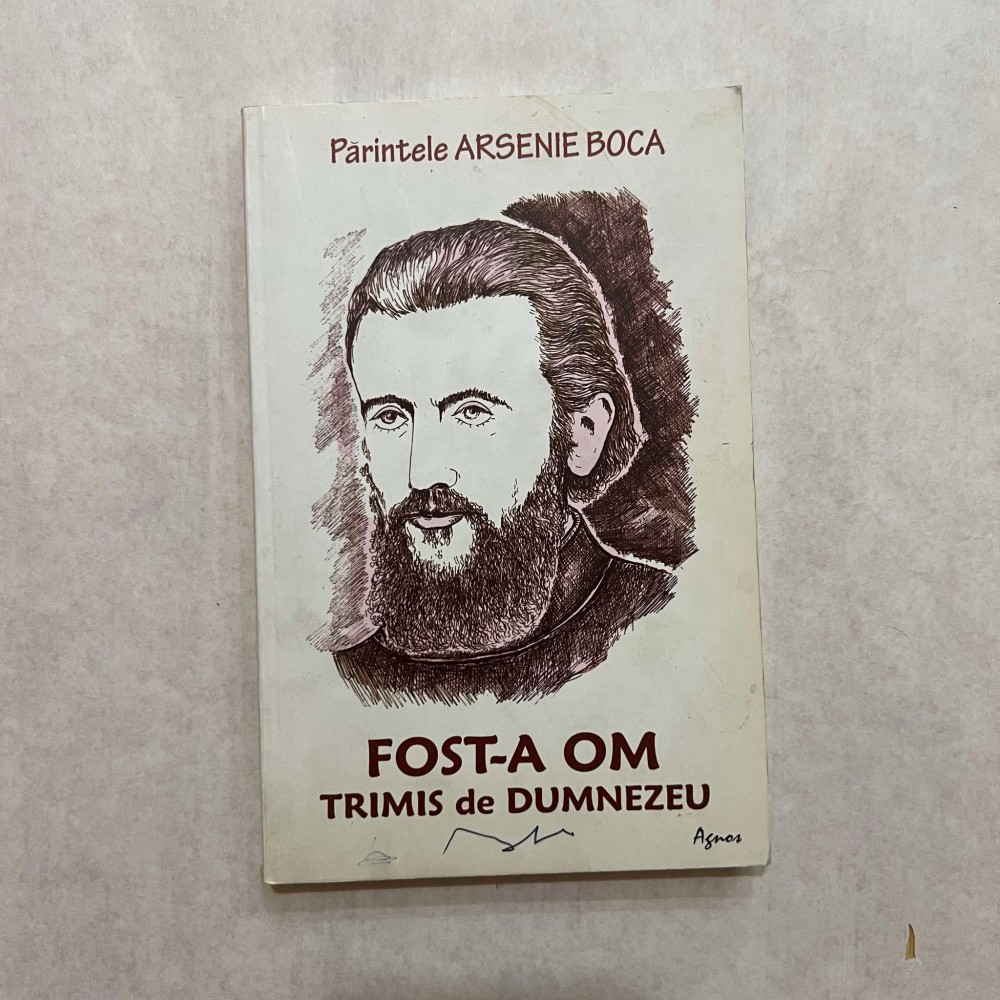 Părintele ARSENIE BOCA
FOST-A OM
TRIMIS de DUMNEZEU
Agnos